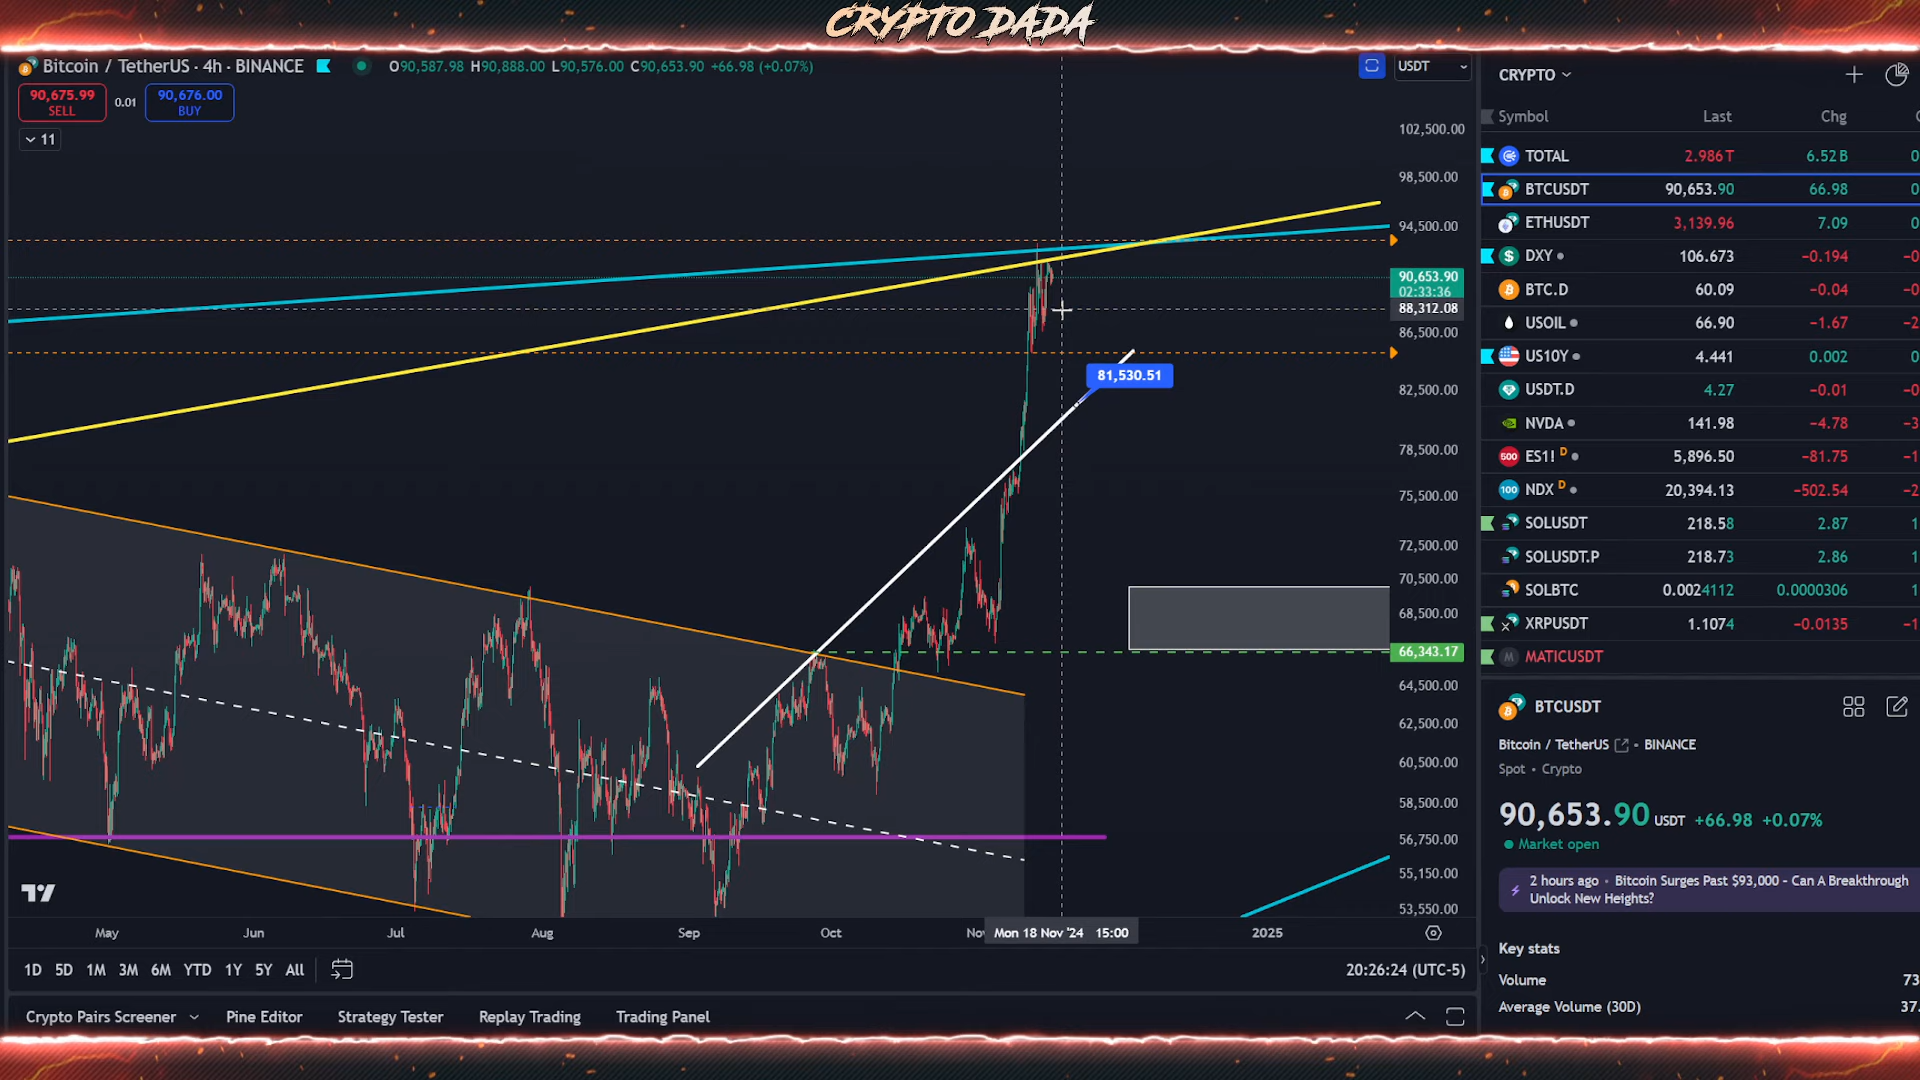 CRYPTO DADA
Bitcoin / TetherUS · 4h · BINANCE O90,587.98 H90,888.00 L90,576.00 C90,653.90 +66.98 (+0.07%)
90,675.99 SELL 0.01 90,676.00 BUY
11
USDT
102,500.00
98,500.00
94,500.00
90,653.90
02:33:36
88,312.08
86,500.00
81,530.51
82,500.00
78,500.00
75,500.00
72,500.00
70,500.00
68,500.00
66,343.17
64,500.00
62,500.00
60,500.00
58,500.00
56,750.00
55,150.00
53,550.00
May Jun Jul Aug Sep Oct Mon 18 Nov '24 15:00 2025
1D 5D 1M 3M 6M YTD 1Y 5Y All
20:26:24 (UTC-5)
Crypto Pairs Screener Pine Editor Strategy Tester Replay Trading Trading Panel
CRYPTO
Symbol Last Chg
TOTAL 2.986 T 6.52 B
BTCUSDT 90,653.90 66.98
ETHUSDT 3,139.96 7.09
DXY 106.673 −0.194
BTC.D 60.09 −0.04
USOIL 66.90 −1.67
US10Y 4.441 0.002
USDT.D 4.27 −0.01
NVDA 141.98 −4.78
500 ES1! D 5,896.50 −81.75
100 NDX D 20,394.13 −502.54
SOLUSDT 218.58 2.87
SOLUSDT.P 218.73 2.86
SOLBTC 0.0024112 0.0000306
XRPUSDT 1.1074 −0.0135
M MATICUSDT
BTCUSDT
Bitcoin / TetherUS • BINANCE
Spot • Crypto
90,653.90 USDT +66.98 +0.07%
Market open
2 hours ago • Bitcoin Surges Past $93,000 - Can A Breakthrough
Unlock New Heights?
Key stats
Volume
Average Volume (30D)